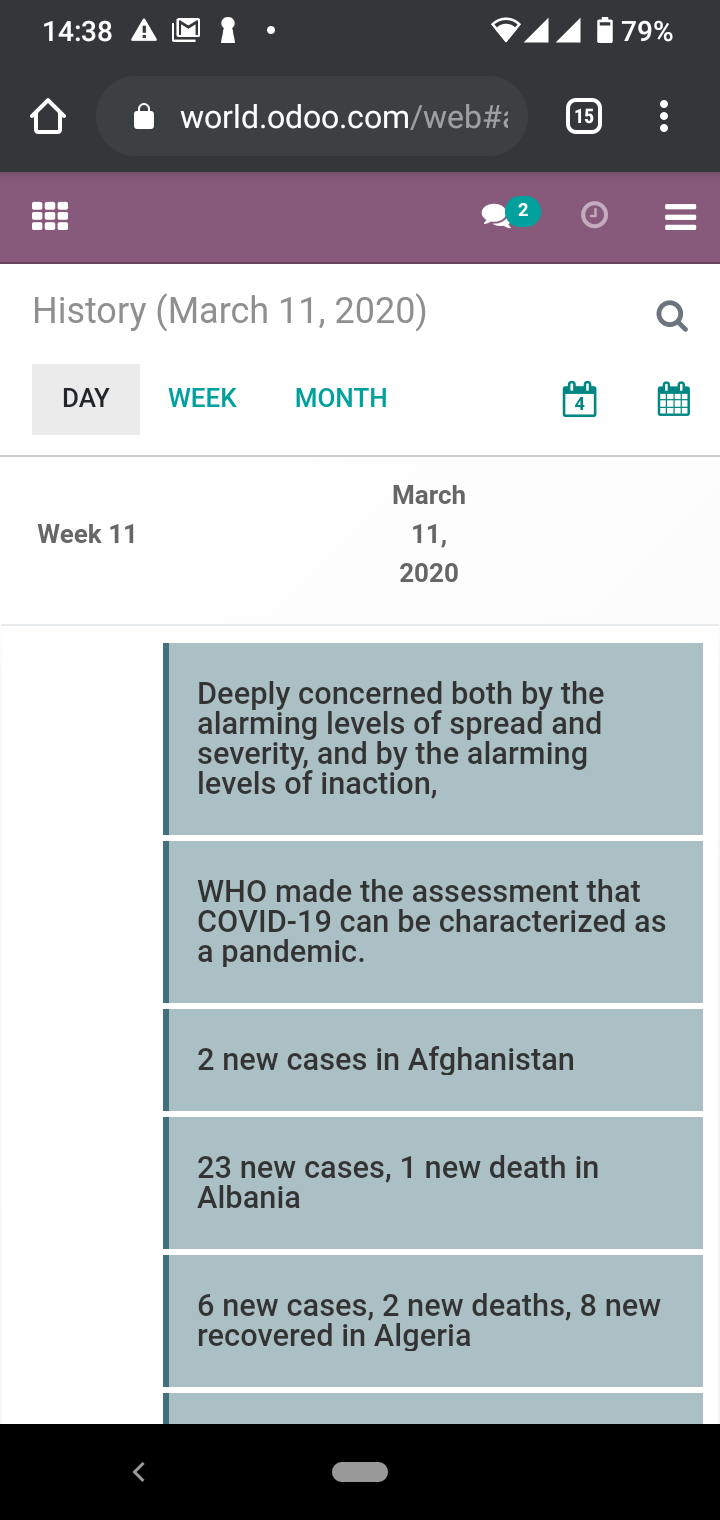 14:38
79%
world.odoo.com/web#
15
2
History (March 11, 2020)
DAY WEEK MONTH
4
Week 11
March
11,
2020
Deeply concerned both by the
alarming levels of spread and
severity, and by the alarming
levels of inaction,
WHO made the assessment that
COVID-19 can be characterized as
a pandemic.
2 new cases in Afghanistan
23 new cases, 1 new death in
Albania
6 new cases, 2 new deaths, 8 new
recovered in Algeria